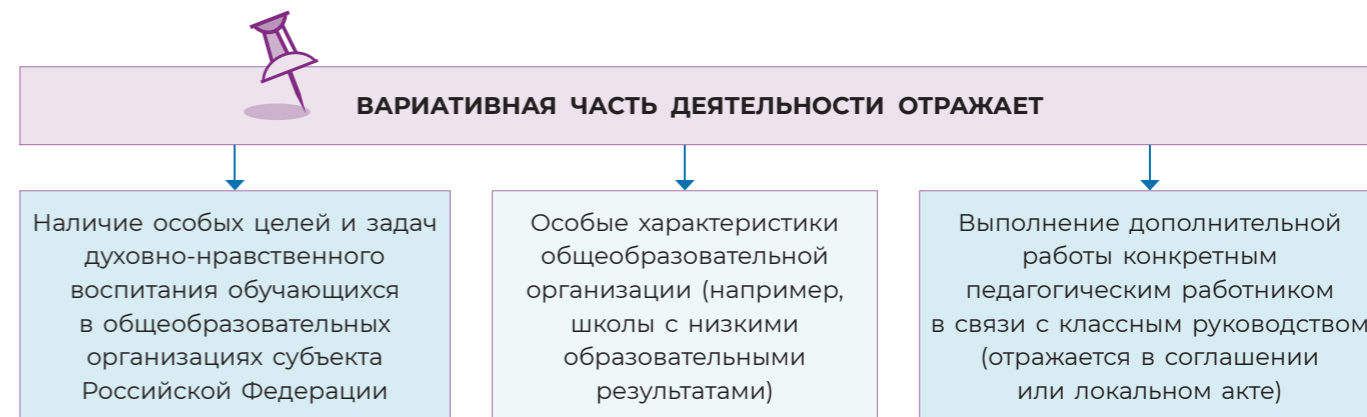 ВАРИАТИВНАЯ ЧАСТЬ ДЕЯТЕЛЬНОСТИ ОТРАЖАЕТ
Наличие особых целей и задач
духовно-нравственного
воспитания обучающихся
в общеобразовательных
организациях субъекта
Российской Федерации
Особые характеристики
общеобразовательной
организации (например,
школы с низкими
образовательными
результатами)
Выполнение дополнительной
работы конкретным
педагогическим работником
в связи с классным руководством
(отражается в соглашении
или локальном акте)